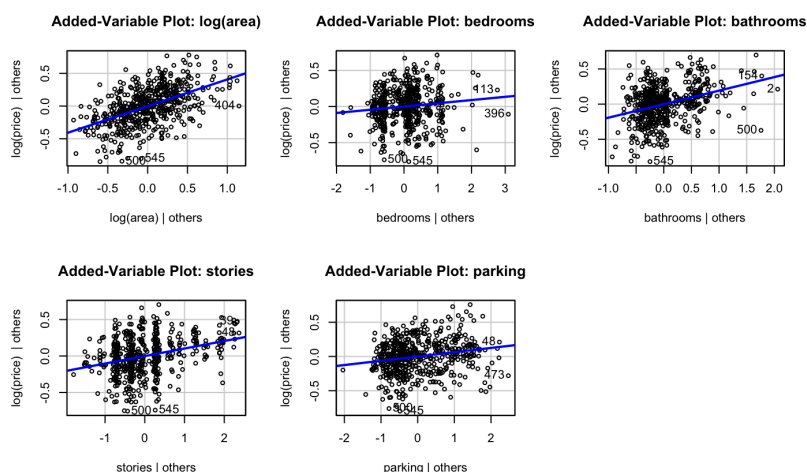 Added-Variable Plot: log(area)
log(price) | others
0.5
0.0
-0.5
404
500
545
-1.0 -0.5 0.0 0.5 1.0
log(area) | others
Added-Variable Plot: bedrooms
log(price) | others
0.5
0.0
-0.5
113
396
500
545
-2 -1 0 1 2 3
bedrooms | others
Added-Variable Plot: bathrooms
log(price) | others
0.5
0.0
-0.5
154
2
500
545
-1.0 0.0 0.5 1.0 1.5 2.0
bathrooms | others
Added-Variable Plot: stories
log(price) | others
0.5
0.0
-0.5
48
500
545
-1 0 1 2
stories | others
Added-Variable Plot: parking
log(price) | others
0.5
0.0
-0.5
48
473
500
545
-2 -1 0 1 2
parking | others